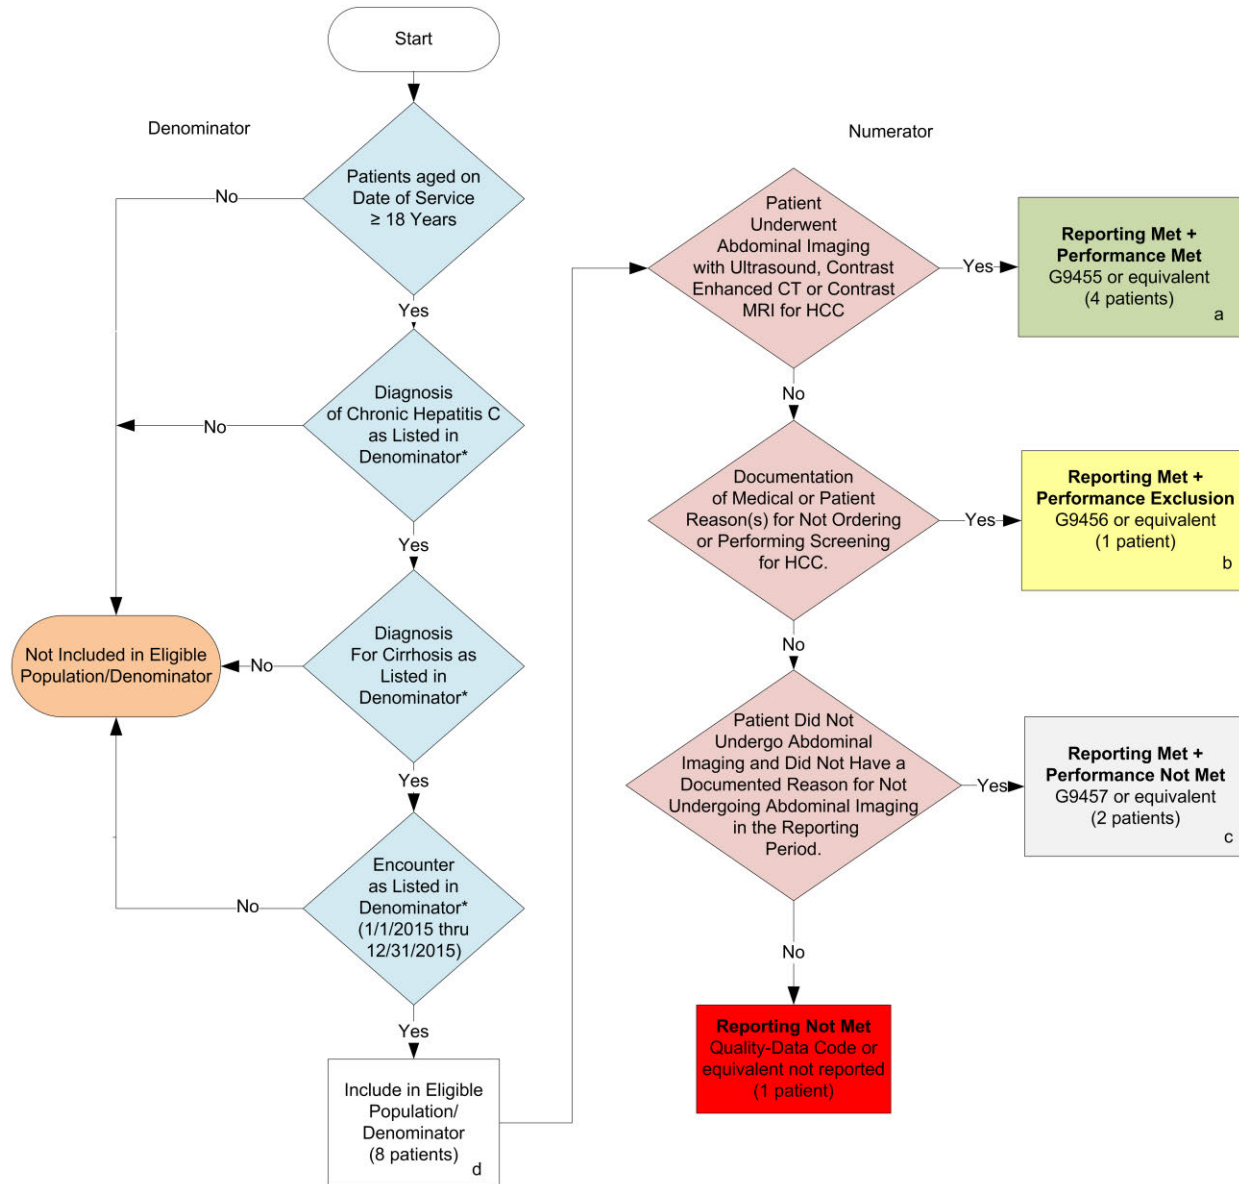 Start
Denominator
Patients aged on
Date of Service
≥ 18 Years
No
Yes
Diagnosis
of Chronic Hepatitis C
as Listed in
Denominator*
No
Yes
Diagnosis
For Cirrhosis as
Listed in
Denominator*
No
Not Included in Eligible
Population/Denominator
Yes
Encounter
as Listed in
Denominator*
(1/1/2015 thru
12/31/2015)
No
Yes
Include in Eligible
Population/
Denominator
(8 patients)
d
Numerator
Patient
Underwent
Abdominal Imaging
with Ultrasound, Contrast
Enhanced CT or Contrast
MRI for HCC
Yes
Reporting Met +
Performance Met
G9455 or equivalent
(4 patients)
a
No
Documentation
of Medical or Patient
Reason(s) for Not Ordering
or Performing Screening
for HCC.
Yes
Reporting Met +
Performance Exclusion
G9456 or equivalent
(1 patient)
b
No
Patient Did Not
Undergo Abdominal
Imaging and Did Not Have a
Documented Reason for Not
Undergoing Abdominal Imaging
in the Reporting
Period.
Yes
Reporting Met +
Performance Not Met
G9457 or equivalent
(2 patients)
c
No
Reporting Not Met
Quality-Data Code or
equivalent not reported
(1 patient)